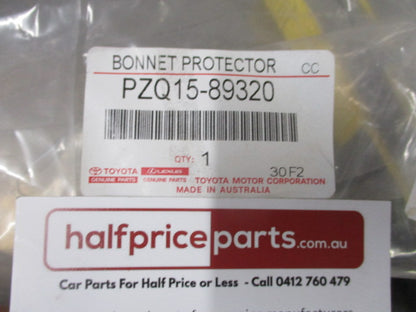 BONNET PROTECTOR CC
PZQ15-89320
QTY: 1
30F2
TOYOTA LEXUS
GENUINE PARTS GENUINE PARTS TOYOTA MOTOR CORPORATION
MADE IN AUSTRALIA
halfpriceparts.com.au
Car Parts For Half Price or Less - Call 0412 760 479